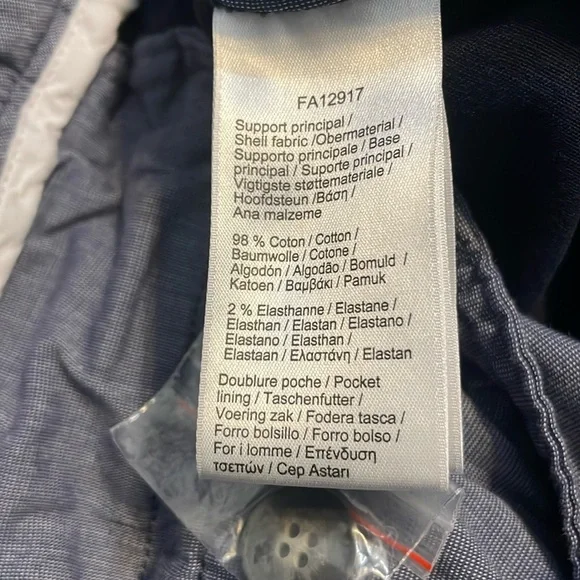 FA12917
Support principal /
Shell fabric /Obermaterial /
Supporto principale / Base
principal / Suporte principal /
Vigtigste støttemateriale /
Hoofdsteun /Βάση /
Ana malzeme
98 % Coton / Cotton /
Baumwolle / Cotone /
Algodón / Algodão / Bomuld /
Katoen / Βαμβάκι / Pamuk
2 % Elasthanne / Elastane /
Elasthan / Elastan / Elastano /
Elastano / Elasthan /
Elastaan / Ελαστάνη / Elastan
Doublure poche / Pocket
lining / Taschenfutter /
Voering zak / Fodera tasca /
Forro bolsillo / Forro bolso /
For i lomme / Επένδυση
τσεπών / Cep Astarı